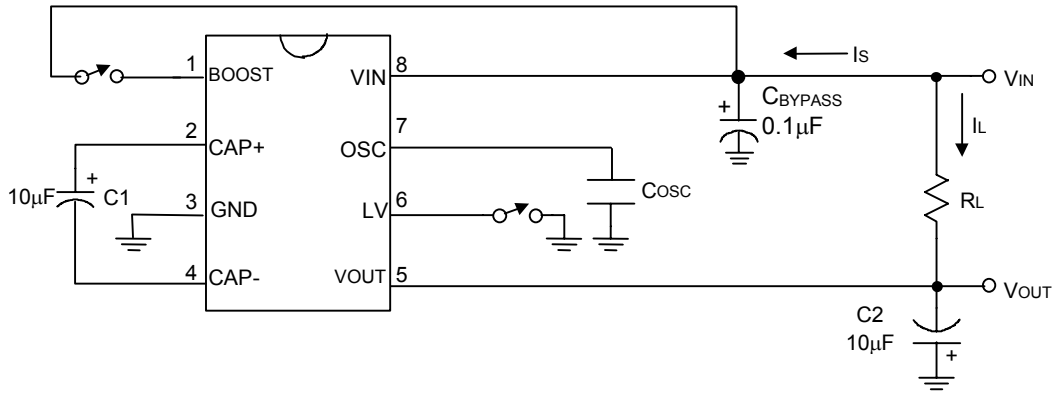 IS
1 BOOST VIN 8
VIN
CBYPASS
0.1µF
IL
2 CAP+ OSC 7
10µF + C1
COSC
RL
3 GND LV 6
4 CAP- VOUT 5
VOUT
C2
10µF
+
+